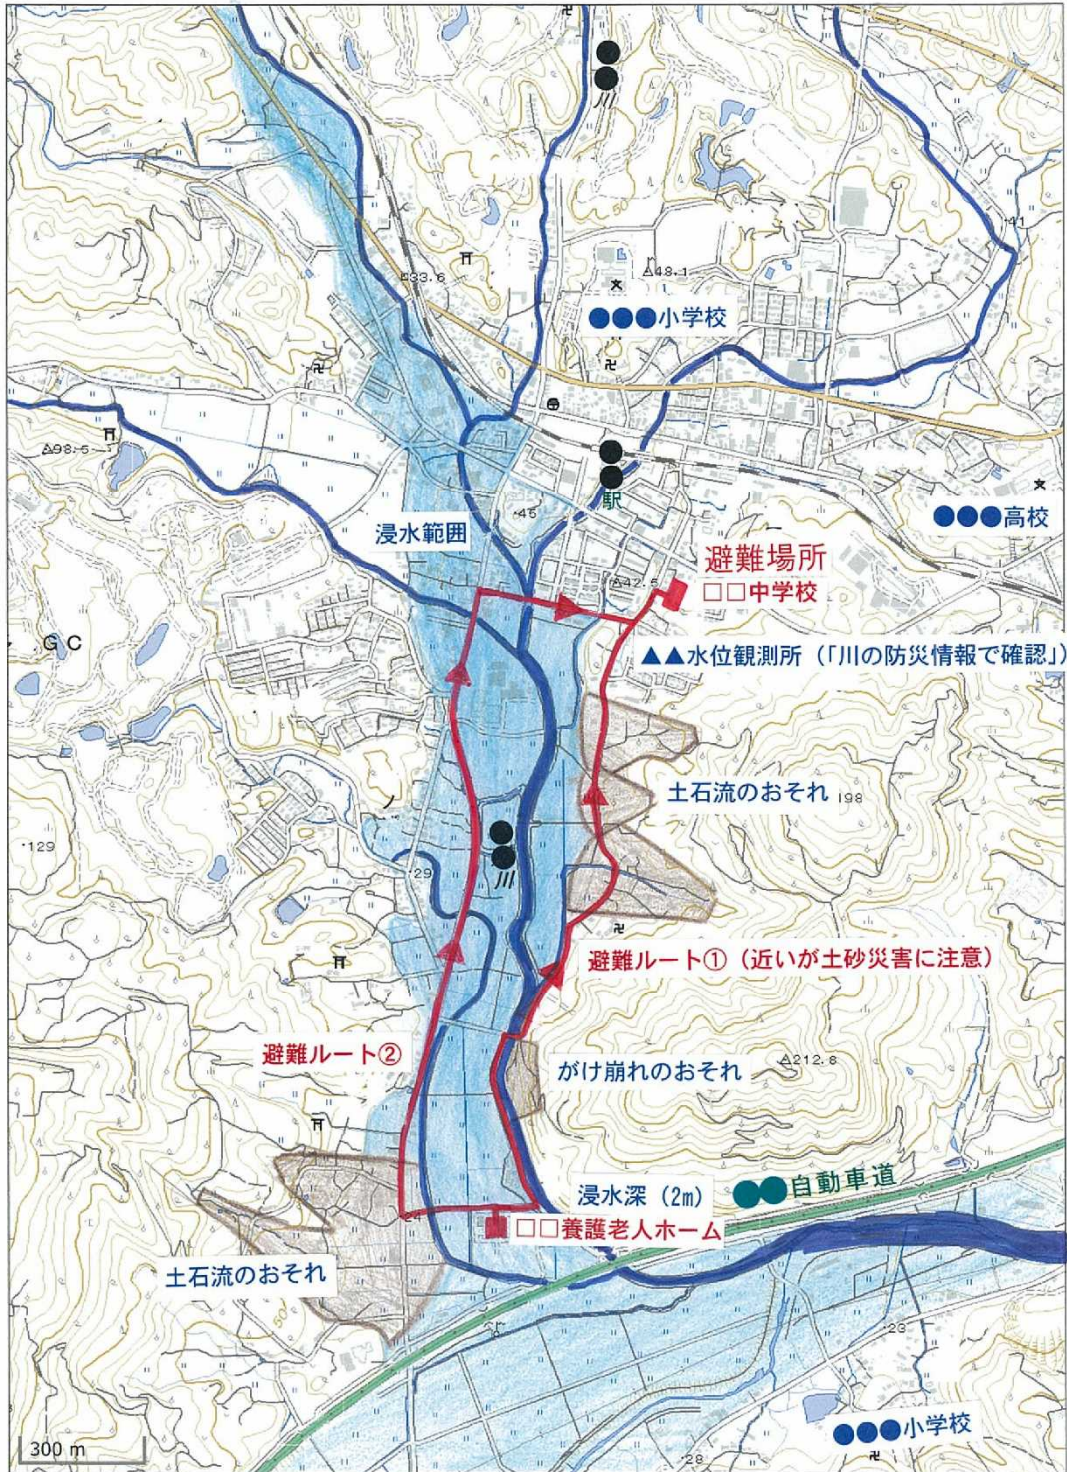 ●●川
50
・41
△48.1
33.6
文
●●●小学校
△98.5
●●駅
文
●●●高校
・45
浸水範囲
避難場所
□□中学校
△42.5
GC
▲▲水位観測所（「川の防災情報で確認」）
土石流のおそれ
198
●●川
・129
・29
避難ルート①（近いが土砂災害に注意）
避難ルート②
がけ崩れのおそれ
△212.8
浸水深（2m）
●●自動車道
24
□□養護老人ホーム
土石流のおそれ
50
・23
●●●小学校
300 m
・28